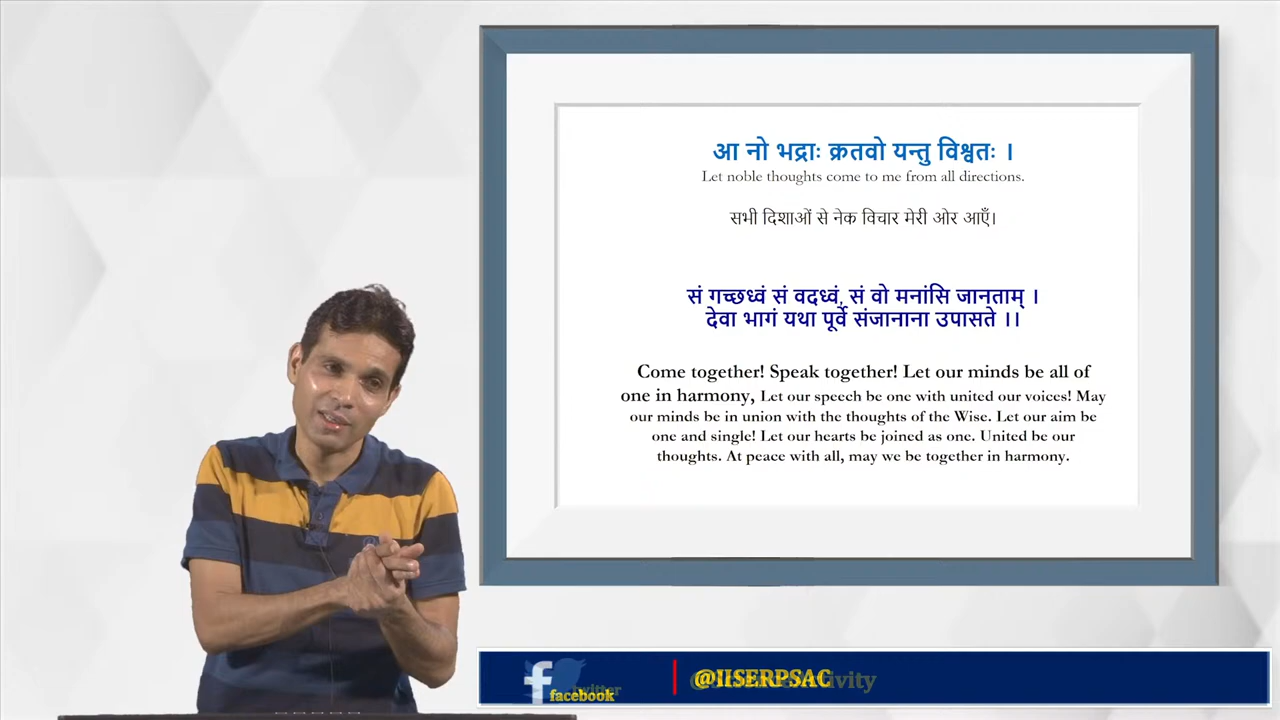 आ नो भद्राः क्रतवो यन्तु विश्वतः ।
Let noble thoughts come to me from all directions.
सभी दिशाओं से नेक विचार मेरी ओर आएँ।
सं गच्छध्वं सं वदध्वं, सं वो मनांसि जानताम् ।
देवा भागं यथा पूर्वे संजानाना उपासते ।।
Come together! Speak together! Let our minds be all of
one in harmony, Let our speech be one with united our voices! May
our minds be in union with the thoughts of the Wise. Let our aim be
one and single! Let our hearts be joined as one. United be our
thoughts. At peace with all, may we be together in harmony.
facebook
@IISERPSAC